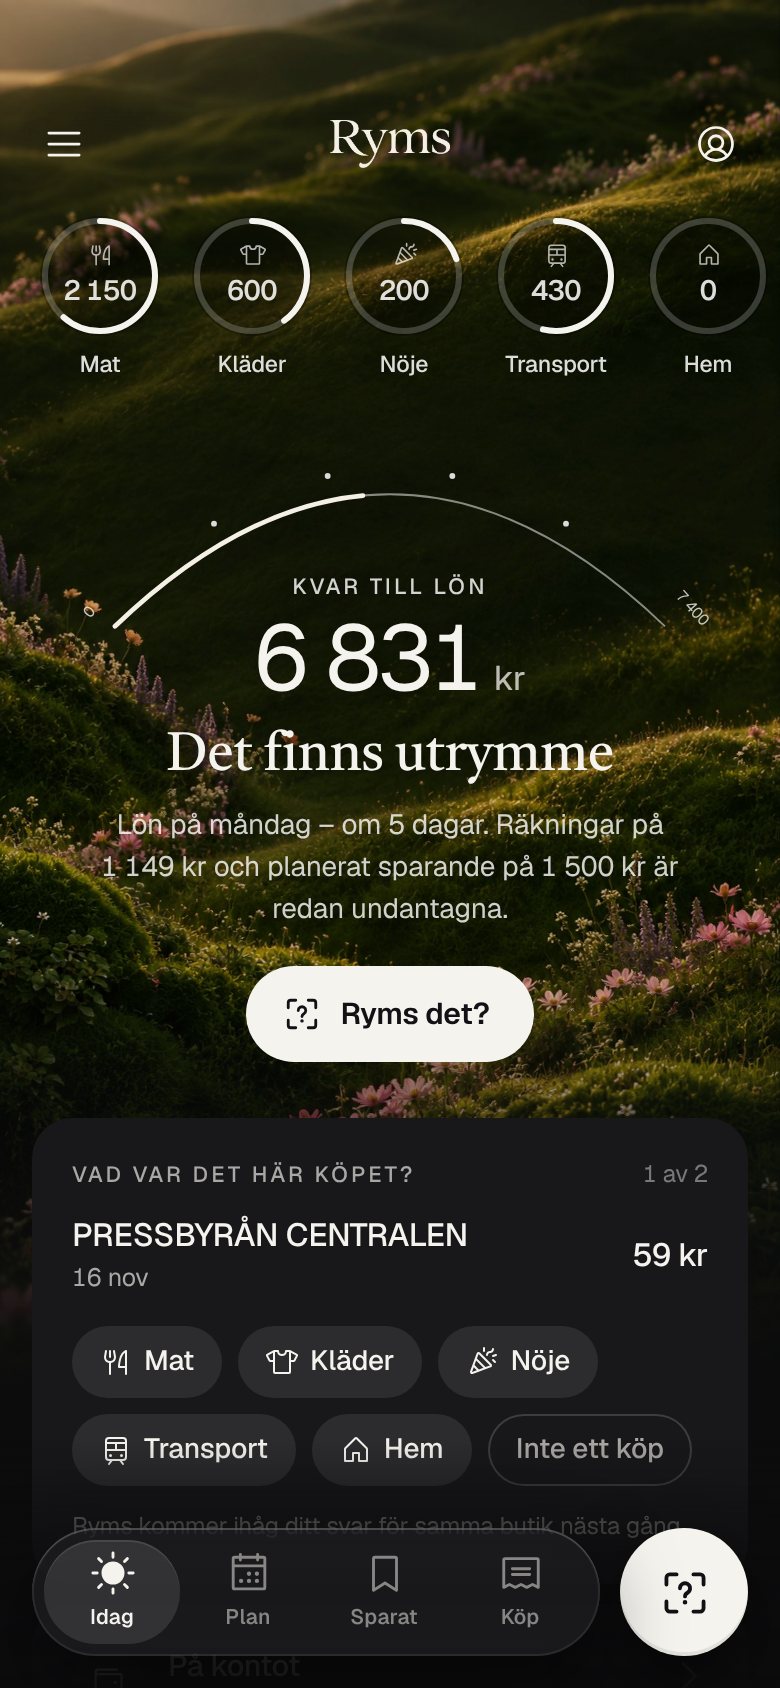 Ryms
2 150
600
200
430
0
Mat
Kläder
Nöje
Transport
Hem
0
7 400
KVAR TILL LÖN
6 831 kr
Det finns utrymme
Lön på måndag – om 5 dagar. Räkningar på
1 149 kr och planerat sparande på 1 500 kr är
redan undantagna.
Ryms det?
VAD VAR DET HÄR KÖPET?
1 av 2
PRESSBYRÅN CENTRALEN
59 kr
16 nov
Mat
Kläder
Nöje
Transport
Hem
Inte ett köp
Ryms kommer ihåg ditt svar för samma butik nästa gång.
Idag
Plan
Sparat
Köp
På kontot